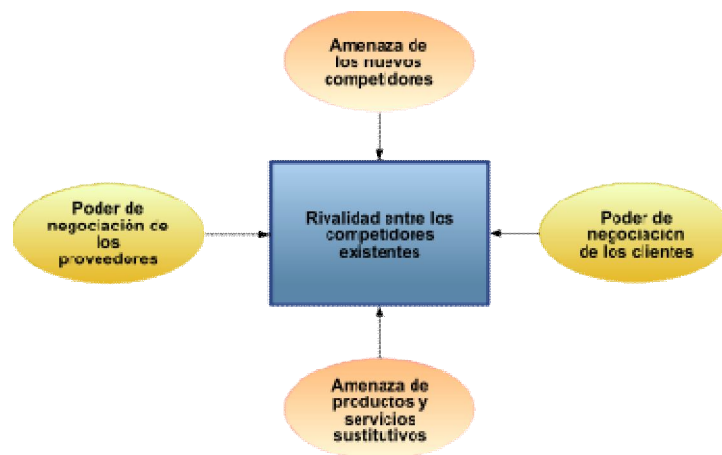 Amenaza de
los nuevos
competidores
Poder de
negociación de
los
proveedores
Rivalidad entre los
competidores
existentes
Poder de
negociación
de los clientes
Amenaza de
productos y
servicios
sustitutivos